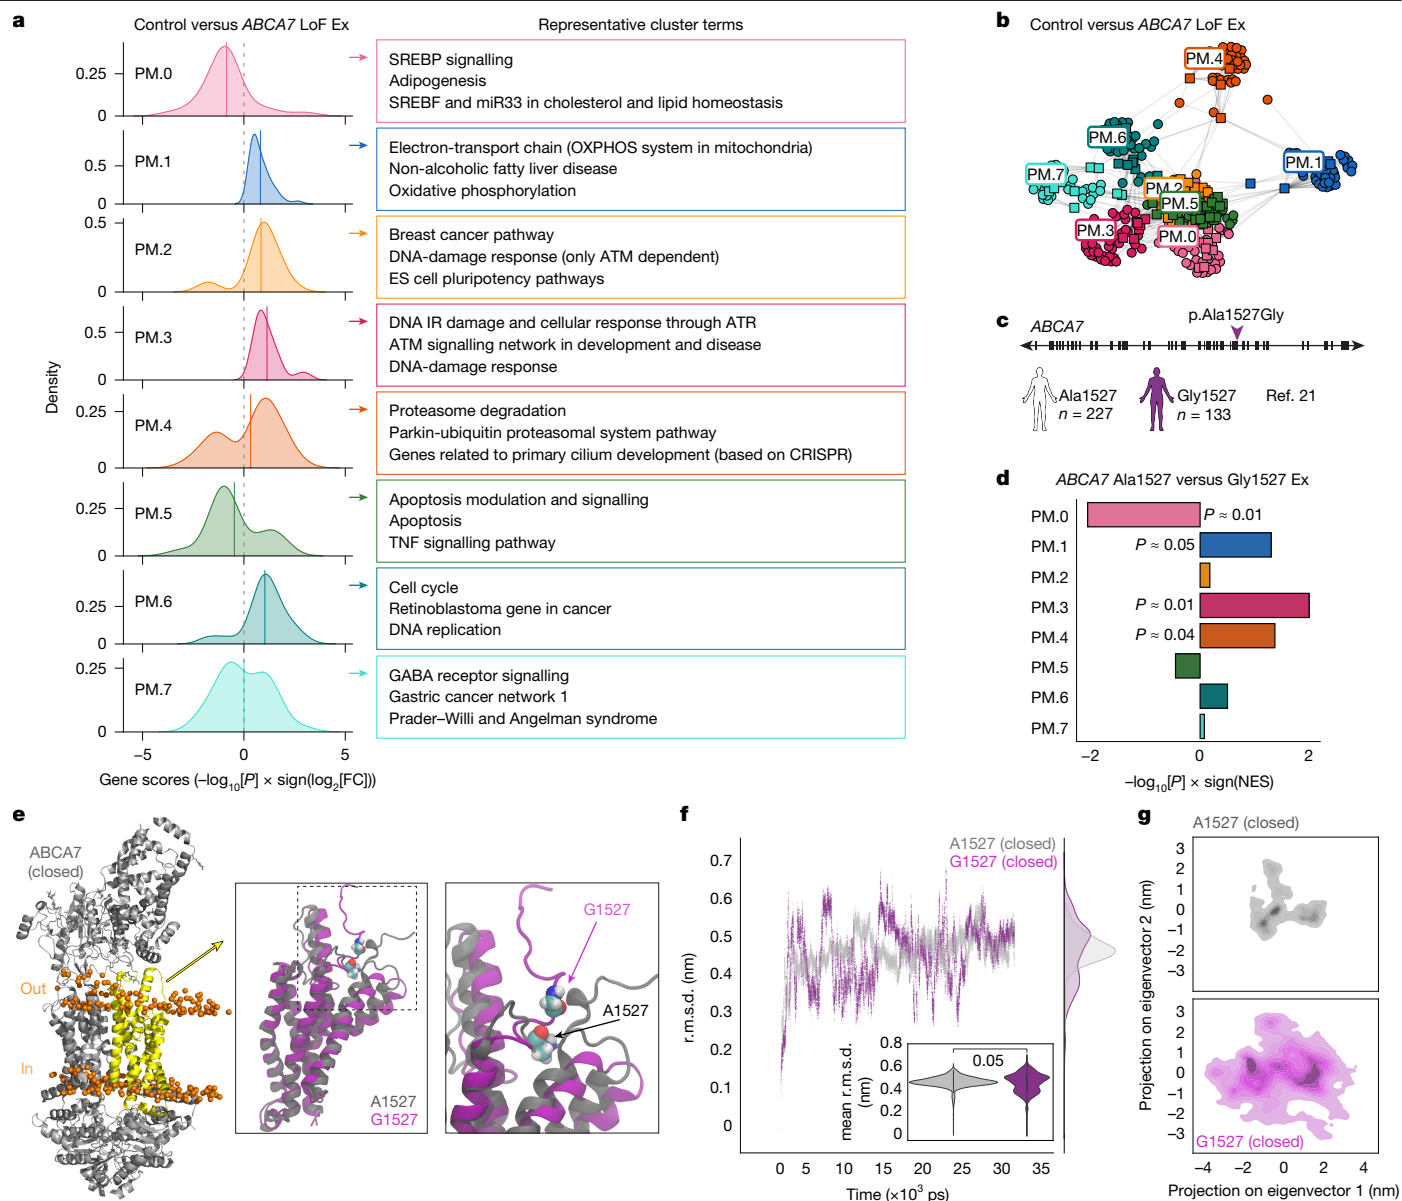 a
Control versus ABCA7 LoF Ex
Representative cluster terms
Density
0.25
0
PM.0
SREBP signalling
Adipogenesis
SREBF and miR33 in cholesterol and lipid homeostasis
0.5
0
PM.1
Electron-transport chain (OXPHOS system in mitochondria)
Non-alcoholic fatty liver disease
Oxidative phosphorylation
0.5
0
PM.2
Breast cancer pathway
DNA-damage response (only ATM dependent)
ES cell pluripotency pathways
0.5
0
PM.3
DNA IR damage and cellular response through ATR
ATM signalling network in development and disease
DNA-damage response
0.25
0
PM.4
Proteasome degradation
Parkin-ubiquitin proteasomal system pathway
Genes related to primary cilium development (based on CRISPR)
0.25
0
PM.5
Apoptosis modulation and signalling
Apoptosis
TNF signalling pathway
0.25
0
PM.6
Cell cycle
Retinoblastoma gene in cancer
DNA replication
0.25
0
PM.7
GABA receptor signalling
Gastric cancer network 1
Prader–Willi and Angelman syndrome
−5 0 5
Gene scores (−log10[P] × sign(log2[FC]))
b
Control versus ABCA7 LoF Ex
PM.4
PM.6
PM.1
PM.7
PM.2
PM.5
PM.3
PM.0
c
p.Ala1527Gly
ABCA7
Ala1527
n = 227
Gly1527
n = 133
Ref. 21
d
ABCA7 Ala1527 versus Gly1527 Ex
PM.0
P ≈ 0.01
PM.1
P ≈ 0.05
PM.2
PM.3
P ≈ 0.01
PM.4
P ≈ 0.04
PM.5
PM.6
PM.7
−2 0 2
−log10[P] × sign(NES)
e
ABCA7
(closed)
Out
In
A1527
G1527
G1527
A1527
f
A1527 (closed)
G1527 (closed)
r.m.s.d. (nm)
0.7
0.6
0.5
0.4
0.3
0.2
0.1
0
mean r.m.s.d.
(nm)
0.8
0.6
0.4
0.2
0
0.05
0 5 10 15 20 25 30 35
Time (×103 ps)
g
A1527 (closed)
Projection on eigenvector 2 (nm)
3
2
1
0
−1
−2
−3
3
2
1
0
−1
−2
−3
G1527 (closed)
−4 −2 0 2 4
Projection on eigenvector 1 (nm)